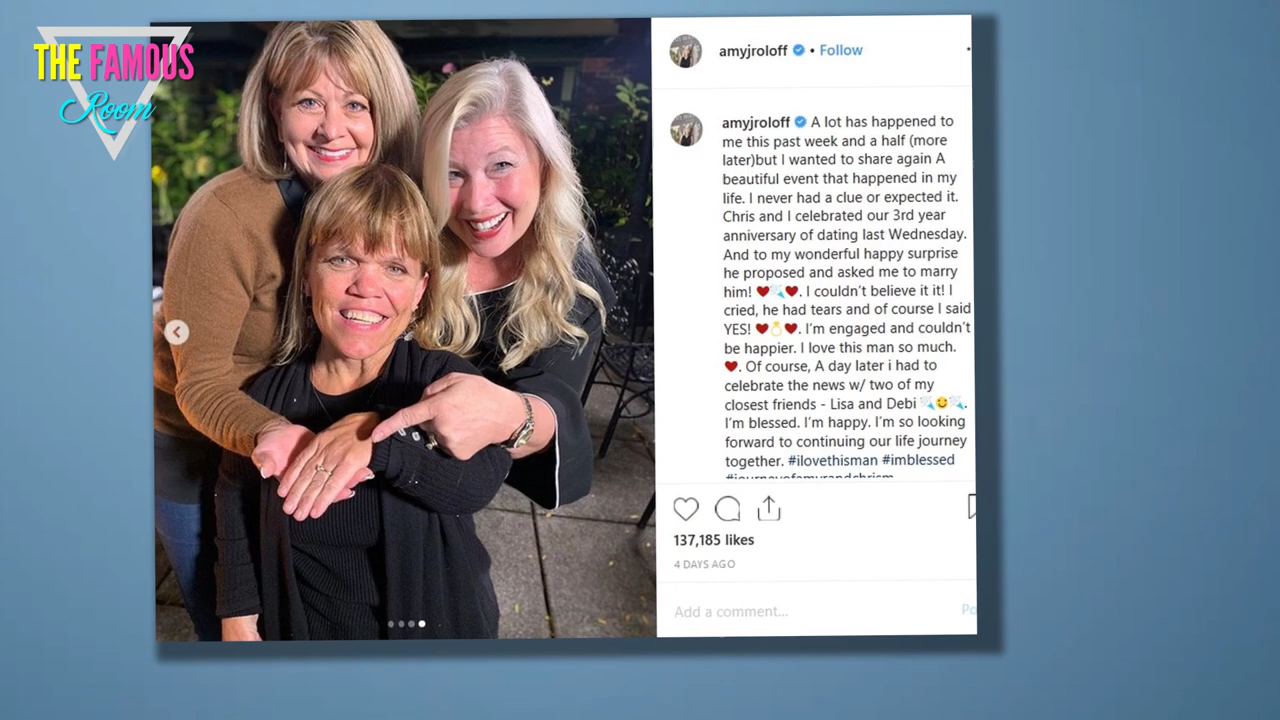 THE FAMOUS
Room
amyjroloff • Follow
amyjroloff A lot has happened to
me this past week and a half (more
later)but I wanted to share again A
beautiful event that happened in my
life. I never had a clue or expected it.
Chris and I celebrated our 3rd year
anniversary of dating last Wednesday.
And to my wonderful happy surprise
he proposed and asked me to marry
him! ❤️🎉❤️. I couldn't believe it it! I
cried, he had tears and of course I said
YES! ❤️💍❤️. I'm engaged and couldn't
be happier. I love this man so much.
❤️. Of course, A day later i had to
celebrate the news w/ two of my
closest friends - Lisa and Debi
I'm blessed. I'm happy. I'm so looking
forward to continuing our life journey
together. #ilovethisman #imblessed
#journeyofamyandchrism
137,185 likes
4 DAYS AGO
Add a comment...
Po